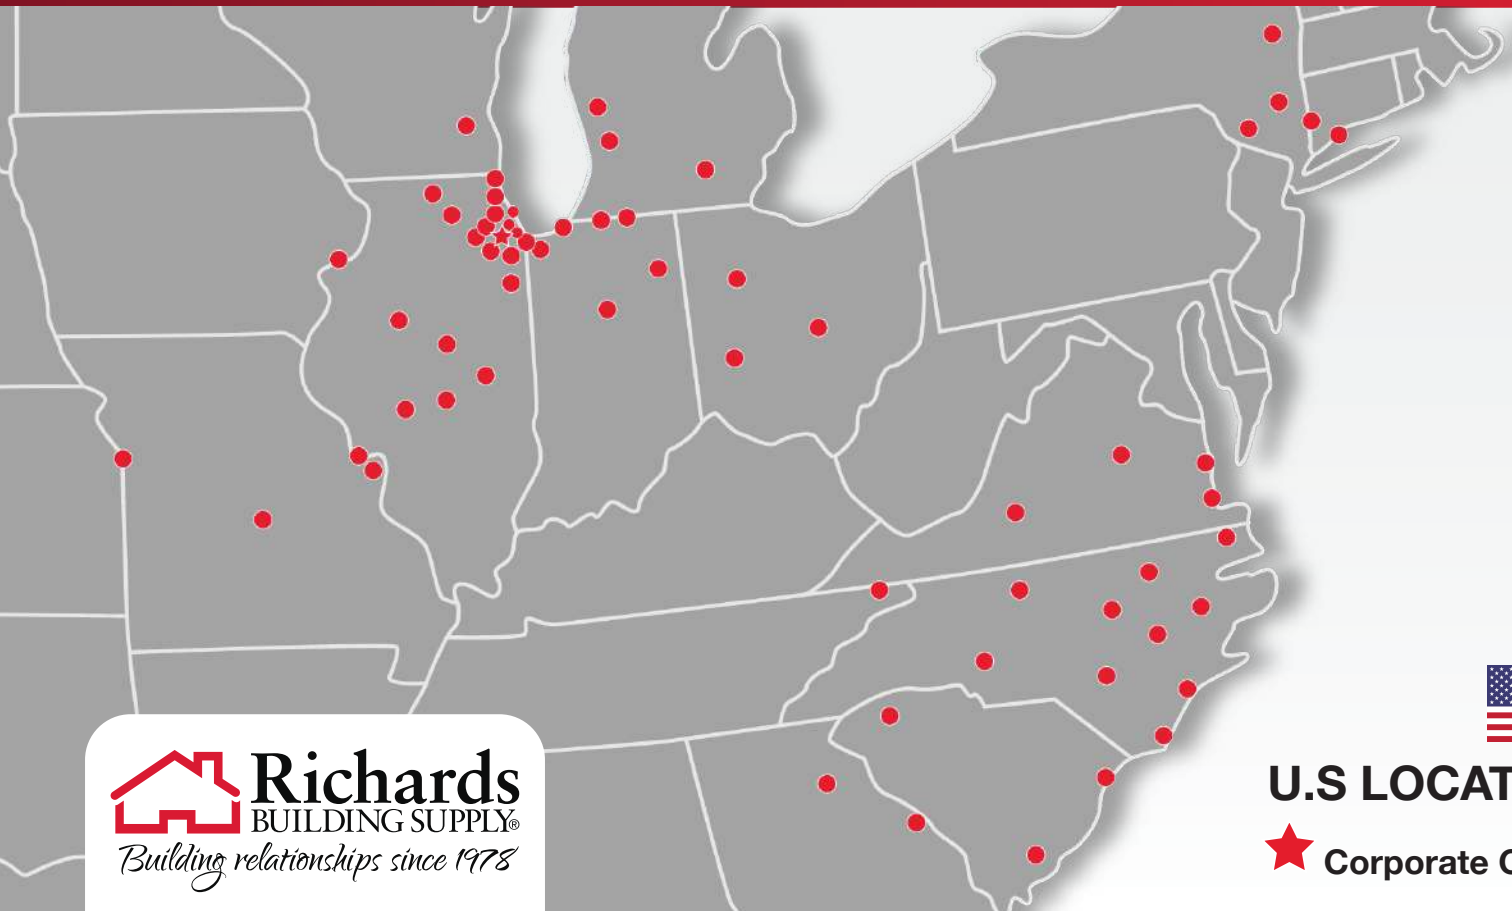 Richards
BUILDING SUPPLY®
Building relationships since 1978
U.S LOCAT
Corporate